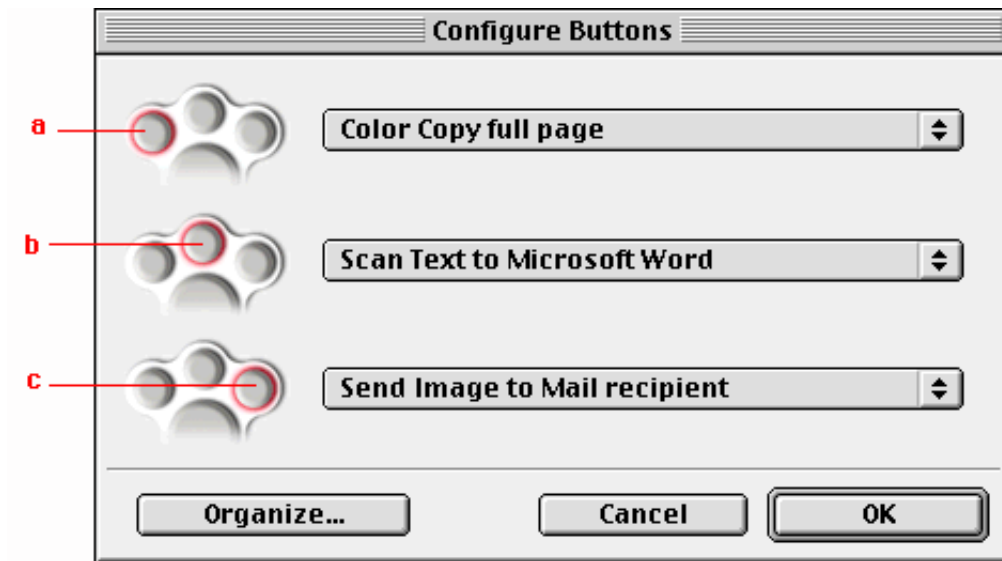 Configure Buttons
a Color Copy full page
b Scan Text to Microsoft Word
c Send Image to Mail recipient
Organize... Cancel OK